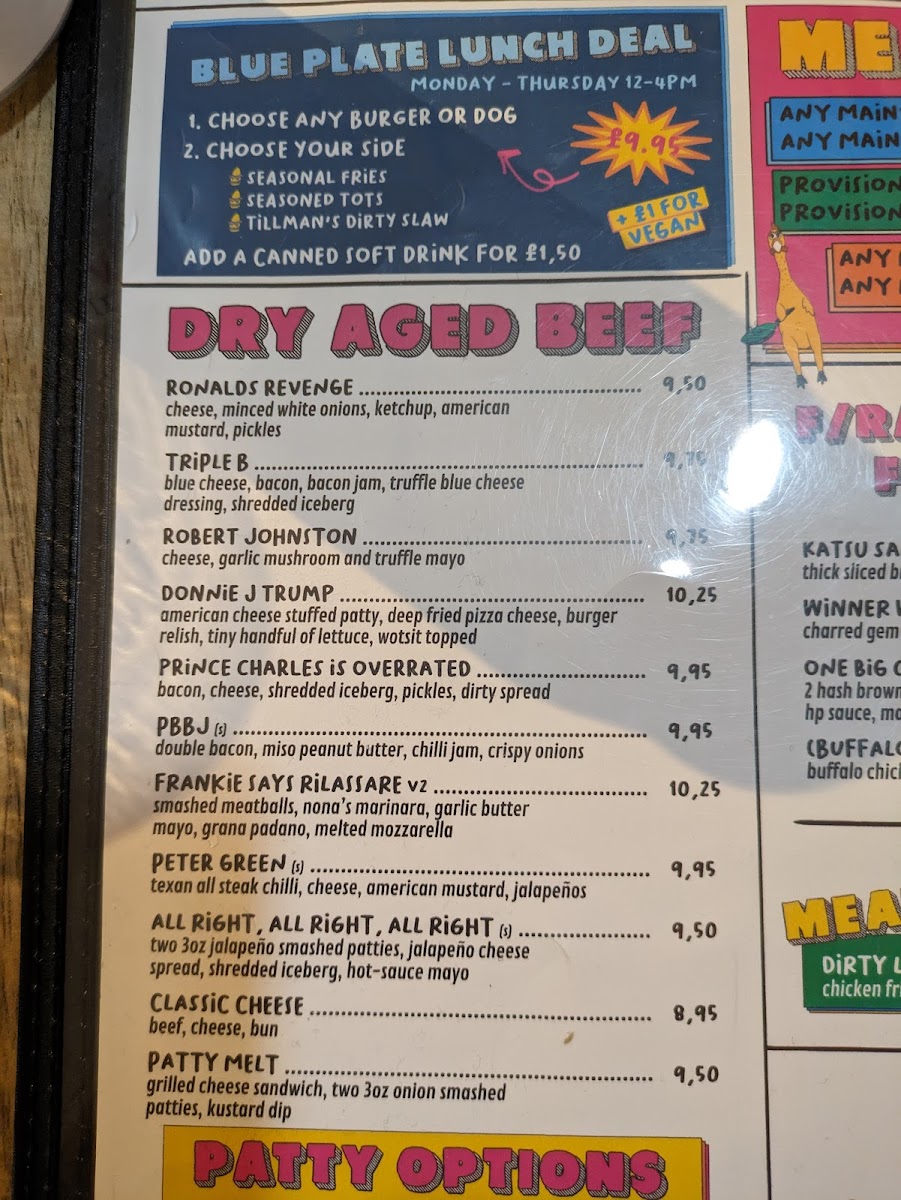 BLUE PLATE LUNCH DEAL
MONDAY - THURSDAY 12-4PM
1. CHOOSE ANY BURGER OR DOG
2. CHOOSE YOUR SiDE
£9.95
SEASONAL FRiES
SEASONED TOTS
TiLLMAN'S DiRTY SLAW
+ £1 FOR
VEGAN
ADD A CANNED SOFT DRiNK FOR £1,50
DRY AGED BEEF
RONALDS REVENGE 9,50
cheese, minced white onions, ketchup, american
mustard, pickles
TRiPLE B 9,75
blue cheese, bacon, bacon jam, truffle blue cheese
dressing, shredded iceberg
ROBERT JOHNSTON 9,75
cheese, garlic mushroom and truffle mayo
DONNiE J TRUMP 10,25
american cheese stuffed patty, deep fried pizza cheese, burger
relish, tiny handful of lettuce, wotsit topped
PRiNCE CHARLES iS OVERRATED 9,95
bacon, cheese, shredded iceberg, pickles, dirty spread
PBBJ (s) 9,95
double bacon, miso peanut butter, chilli jam, crispy onions
FRANKiE SAYS RiLASSARE v2 10,25
smashed meatballs, nona's marinara, garlic butter
mayo, grana padano, melted mozzarella
PETER GREEN (s) 9,95
texan all steak chilli, cheese, american mustard, jalapeños
ALL RiGHT, ALL RiGHT, ALL RiGHT (s) 9,50
two 3oz jalapeño smashed patties, jalapeño cheese
spread, shredded iceberg, hot-sauce mayo
CLASSiC CHEESE 8,95
beef, cheese, bun
PATTY MELT 9,50
grilled cheese sandwich, two 3oz onion smashed
patties, kustard dip
PATTY OPTIONS
ANY MAiN
ANY MAiN
PROViSiON
PROViSiON
ANY
ANY
KATSU
thick sliced
WiNNER
charred gem
ONE BiG
2 hash brown
hp sauce,
(BUFFALO
buffalo
DiRTY
chicken